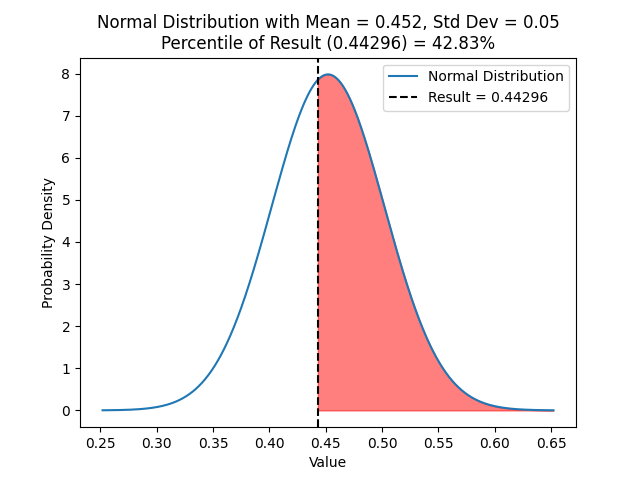 Normal Distribution with Mean = 0.452, Std Dev = 0.05
Percentile of Result (0.44296) = 42.83%
Normal Distribution
Result = 0.44296
Probability Density
8
7
6
5
4
3
2
1
0
0.25 0.30 0.35 0.40 0.45 0.50 0.55 0.60 0.65
Value